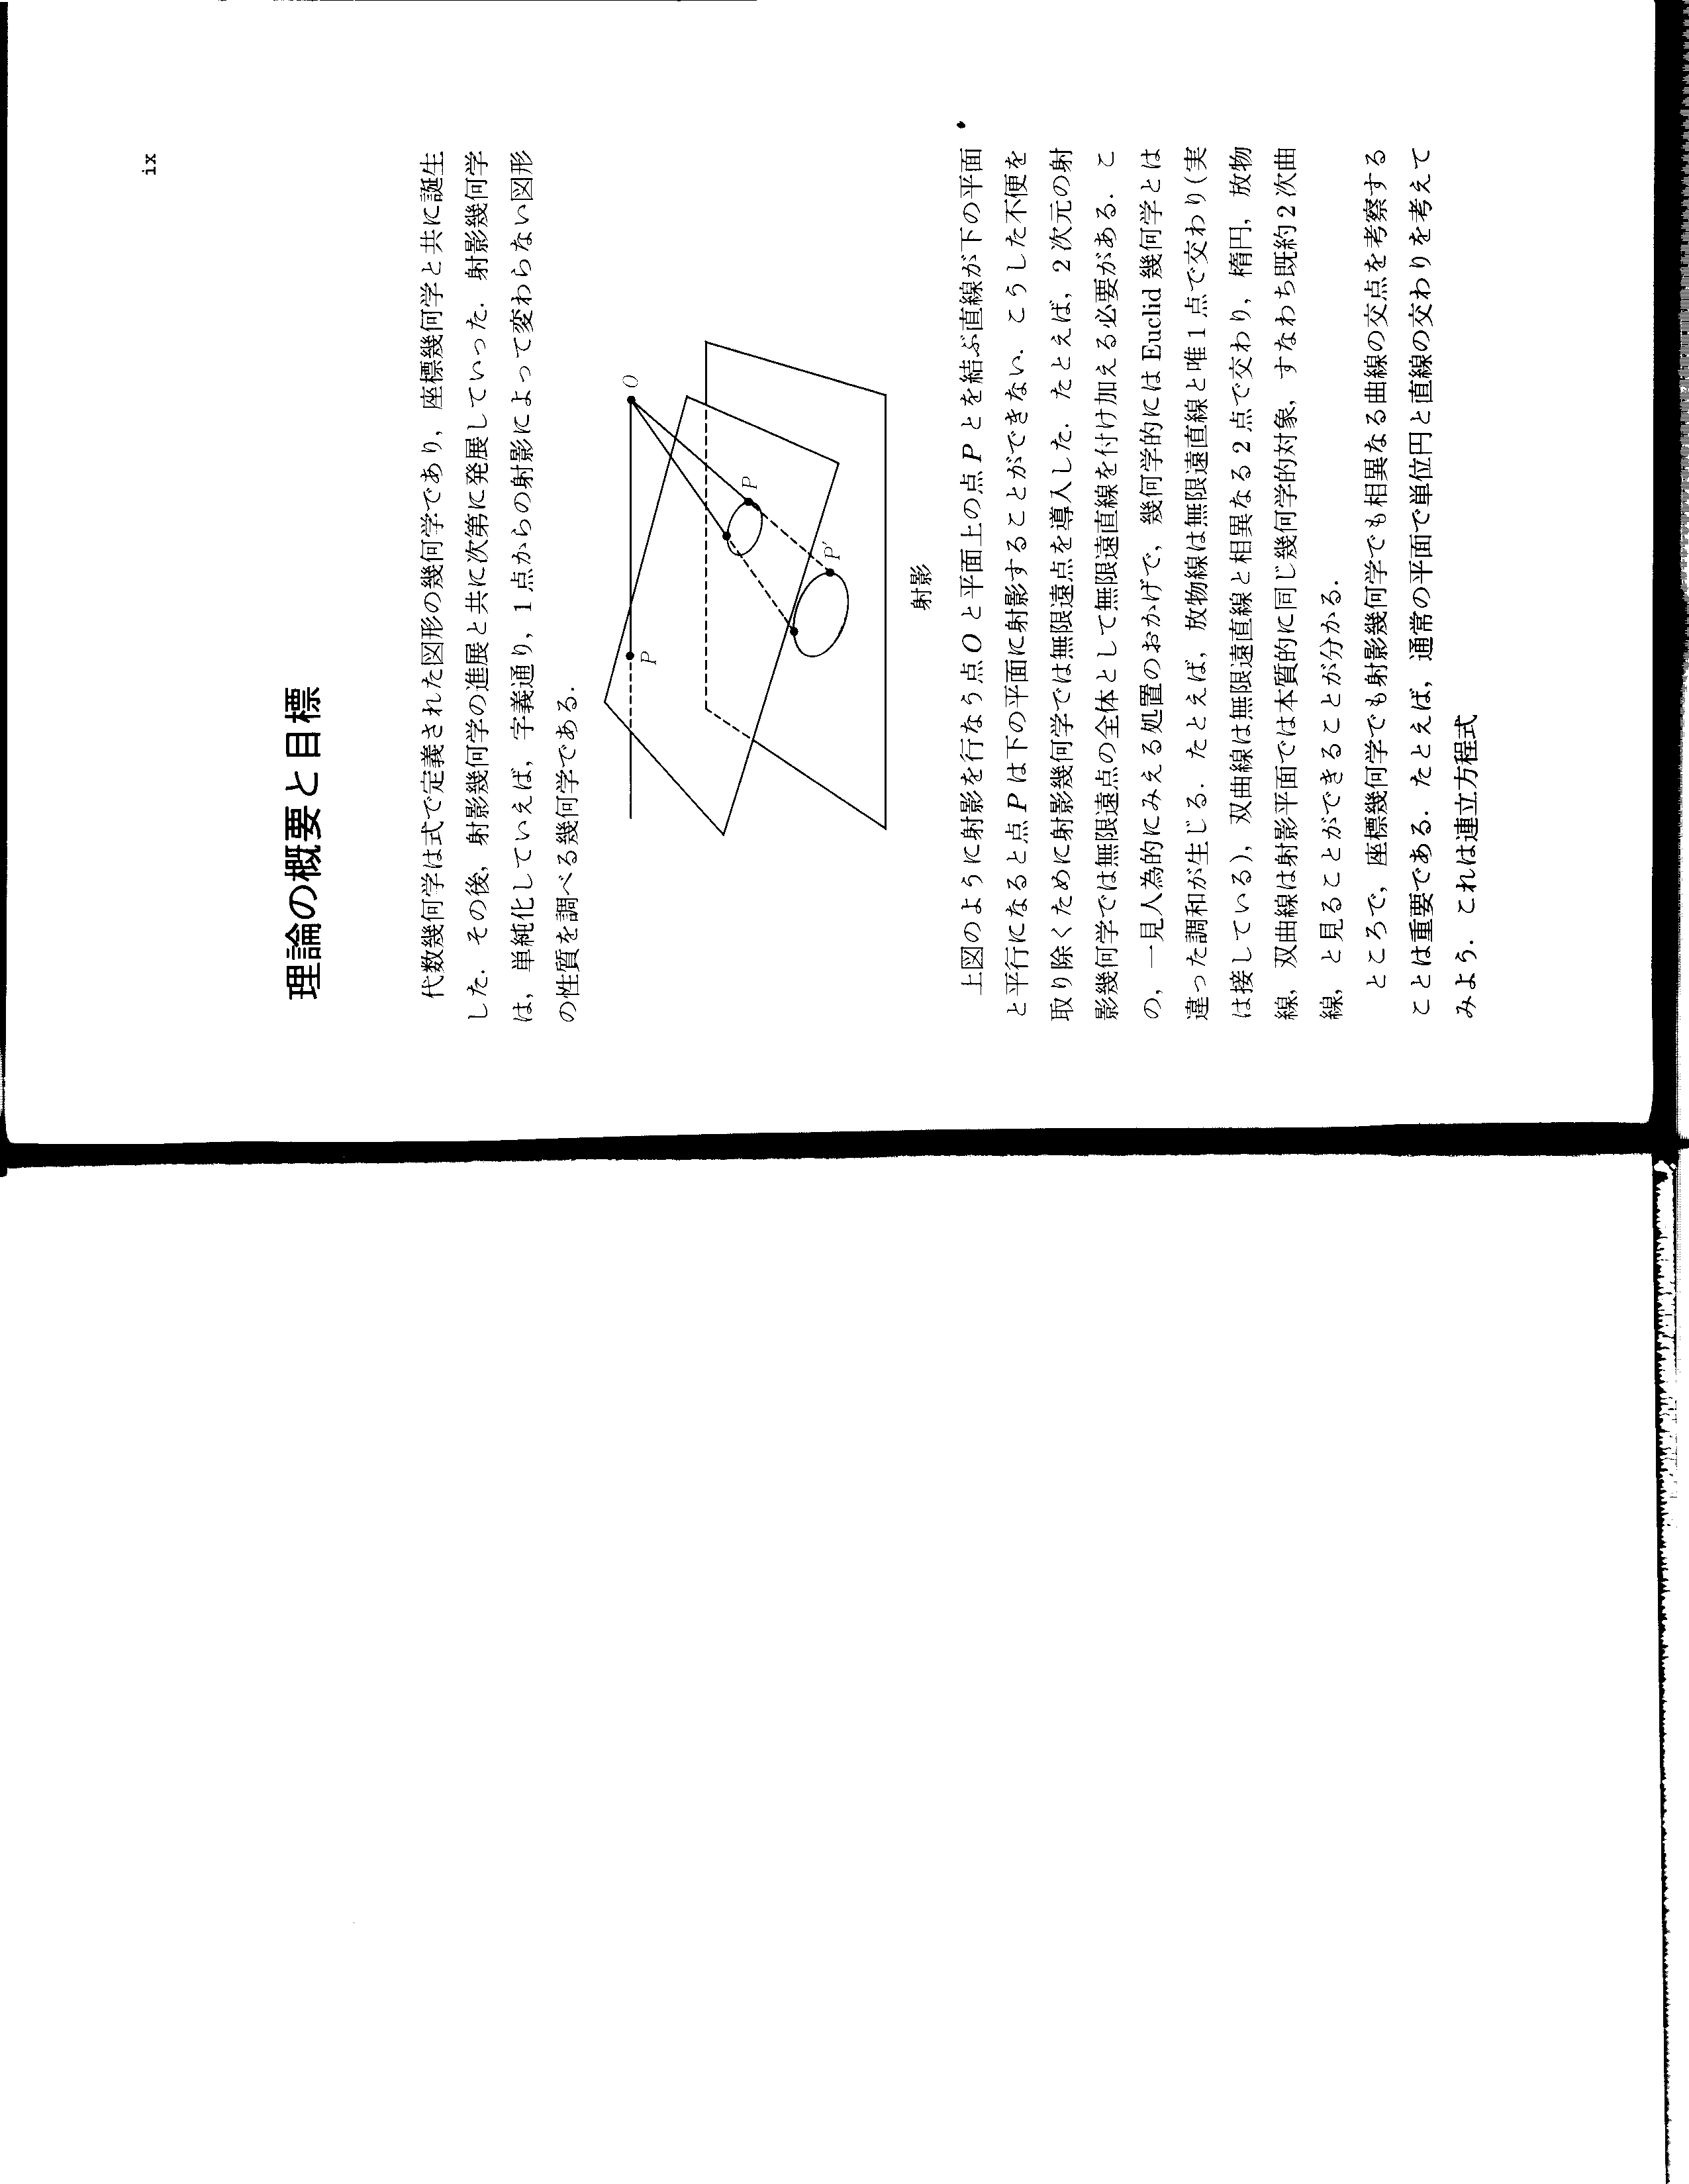 ix
理論の概要と目標
代数幾何学は式で定義された図形の幾何学であり，座標幾何学と共に誕生
した．その後，射影幾何学の進展と共に次第に発展していった．射影幾何学
は，単純化していえば，字義通り，1点からの射影によって変わらない図形
の性質を調べる幾何学である．
O
P
P
P′
射影
上図のように射影を行なう点 O と平面上の点 P とを結ぶ直線が下の平面
と平行になると点 P は下の平面に射影することができない．こうした不便を
取り除くために射影幾何学では無限遠点を導入した．たとえば，2次元の射
影幾何学では無限遠点の全体として無限遠直線を付け加える必要がある．こ
の，一見人為的にみえる処置のおかげで，幾何学的には Euclid 幾何学とは
違った調和が生じる．たとえば，放物線は無限遠直線と唯1点で交わり(実
は接している)，双曲線は無限遠直線と相異なる2点で交わり，楕円，放物
線，双曲線は射影平面では本質的に同じ幾何学的対象，すなわち既約2次曲
線，と見ることができることが分かる．
ところで，座標幾何学でも射影幾何学でも相異なる曲線の交点を考察する
ことは重要である．たとえば，通常の平面で単位円と直線の交わりを考えて
みよう．これは連立方程式